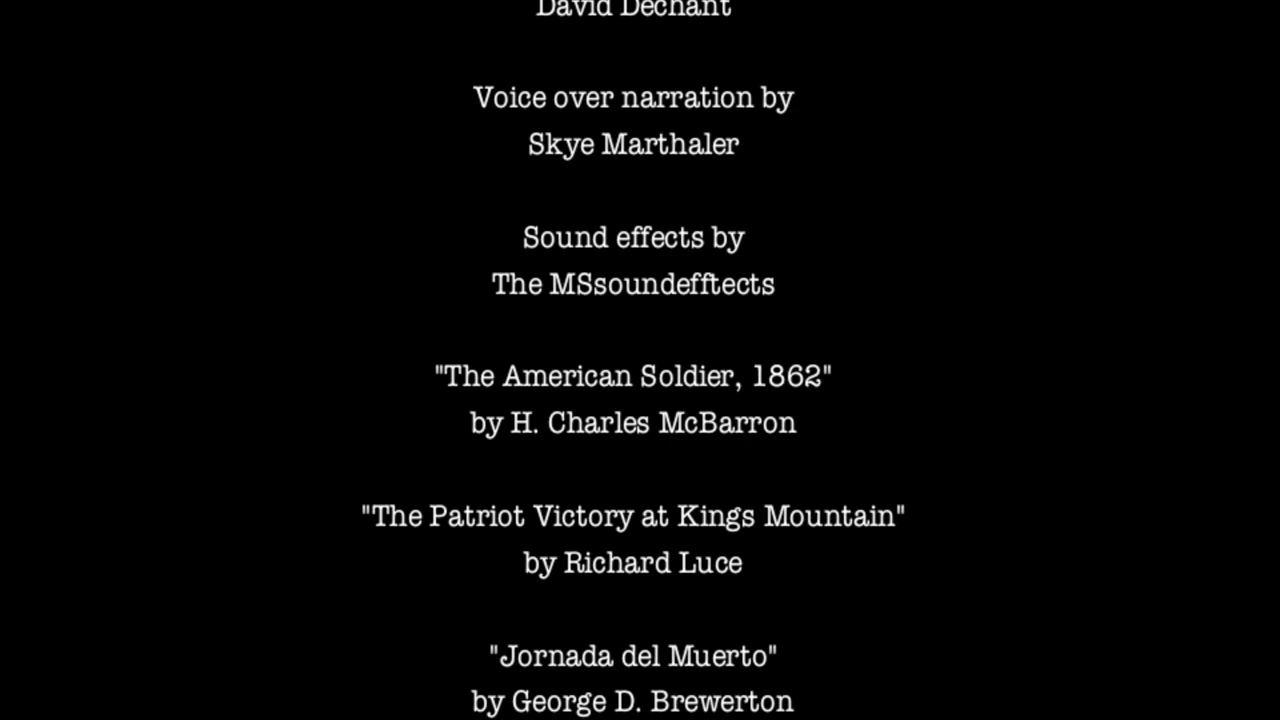 David Dechant
Voice over narration by
Skye Marthaler
Sound effects by
The MSsoundefftects
"The American Soldier, 1862"
by H. Charles McBarron
"The Patriot Victory at Kings Mountain"
by Richard Luce
"Jornada del Muerto"
by George D. Brewerton